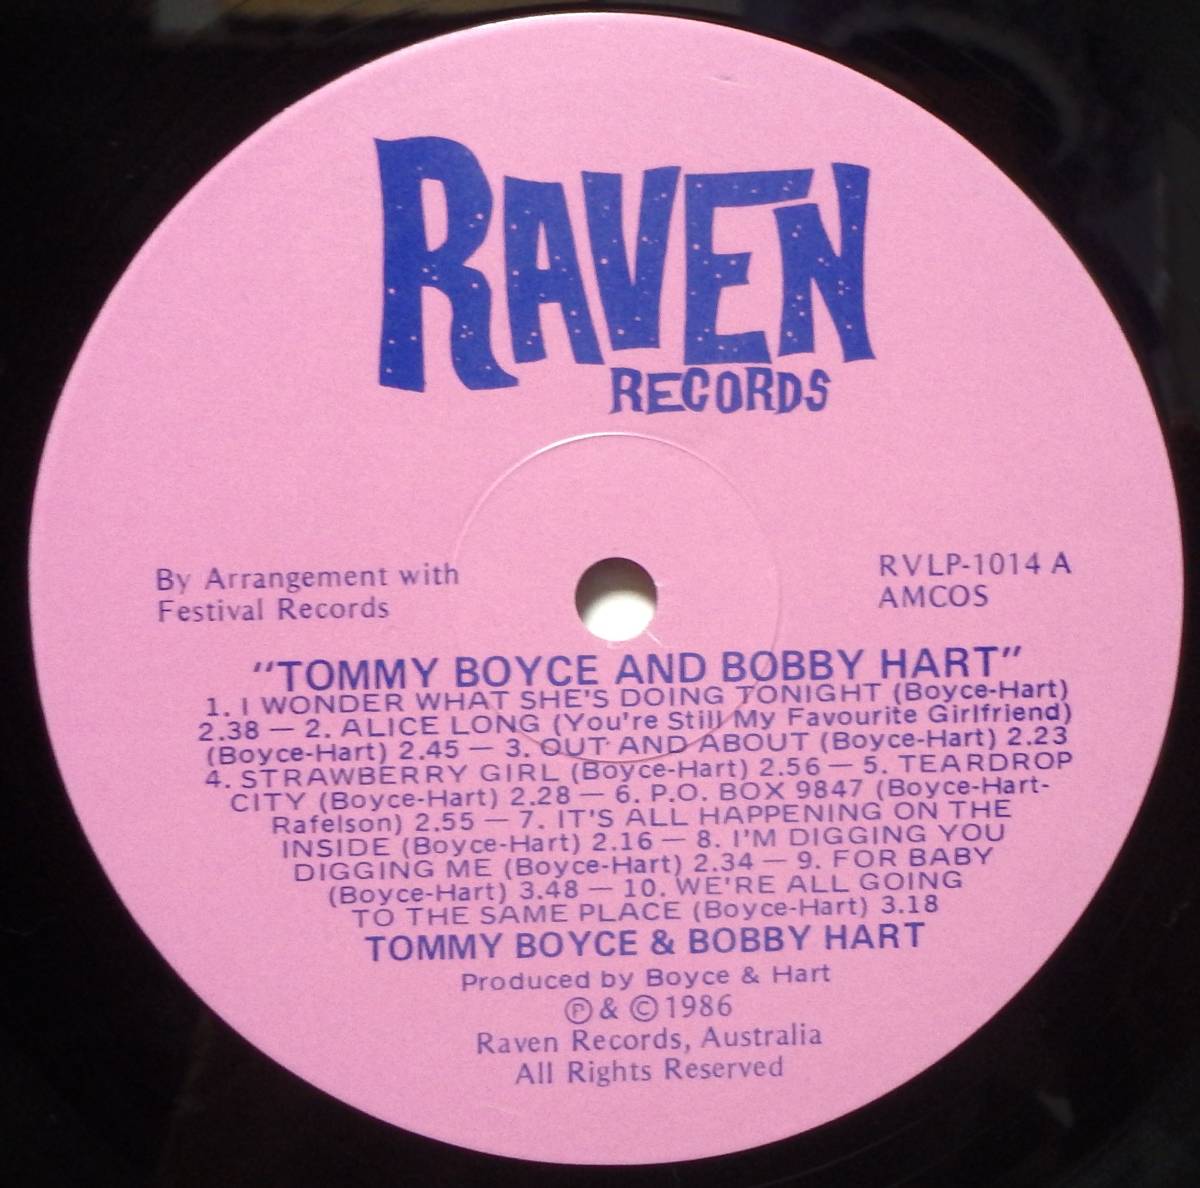 RAVEN
RECORDS
By Arrangement with
Festival Records
RVLP-1014 A
AMCOS
"TOMMY BOYCE AND BOBBY HART"
1. I WONDER WHAT SHE'S DOING TONIGHT (Boyce-Hart)
2.38 — 2. ALICE LONG (You're Still My Favourite Girlfriend)
(Boyce-Hart) 2.45 — 3. OUT AND ABOUT (Boyce-Hart) 2.23
4. STRAWBERRY GIRL (Boyce-Hart) 2.56 — 5. TEARDROP
CITY (Boyce-Hart) 2.28 — 6. P.O. BOX 9847 (Boyce-Hart-
Rafelson) 2.55 — 7. IT'S ALL HAPPENING ON THE
INSIDE (Boyce-Hart) 2.16 — 8. I'M DIGGING YOU
DIGGING ME (Boyce-Hart) 2.34 — 9. FOR BABY
(Boyce-Hart) 3.48 — 10. WE'RE ALL GOING
TO THE SAME PLACE (Boyce-Hart) 3.18
TOMMY BOYCE & BOBBY HART
Produced by Boyce & Hart
Ⓟ & © 1986
Raven Records, Australia
All Rights Reserved